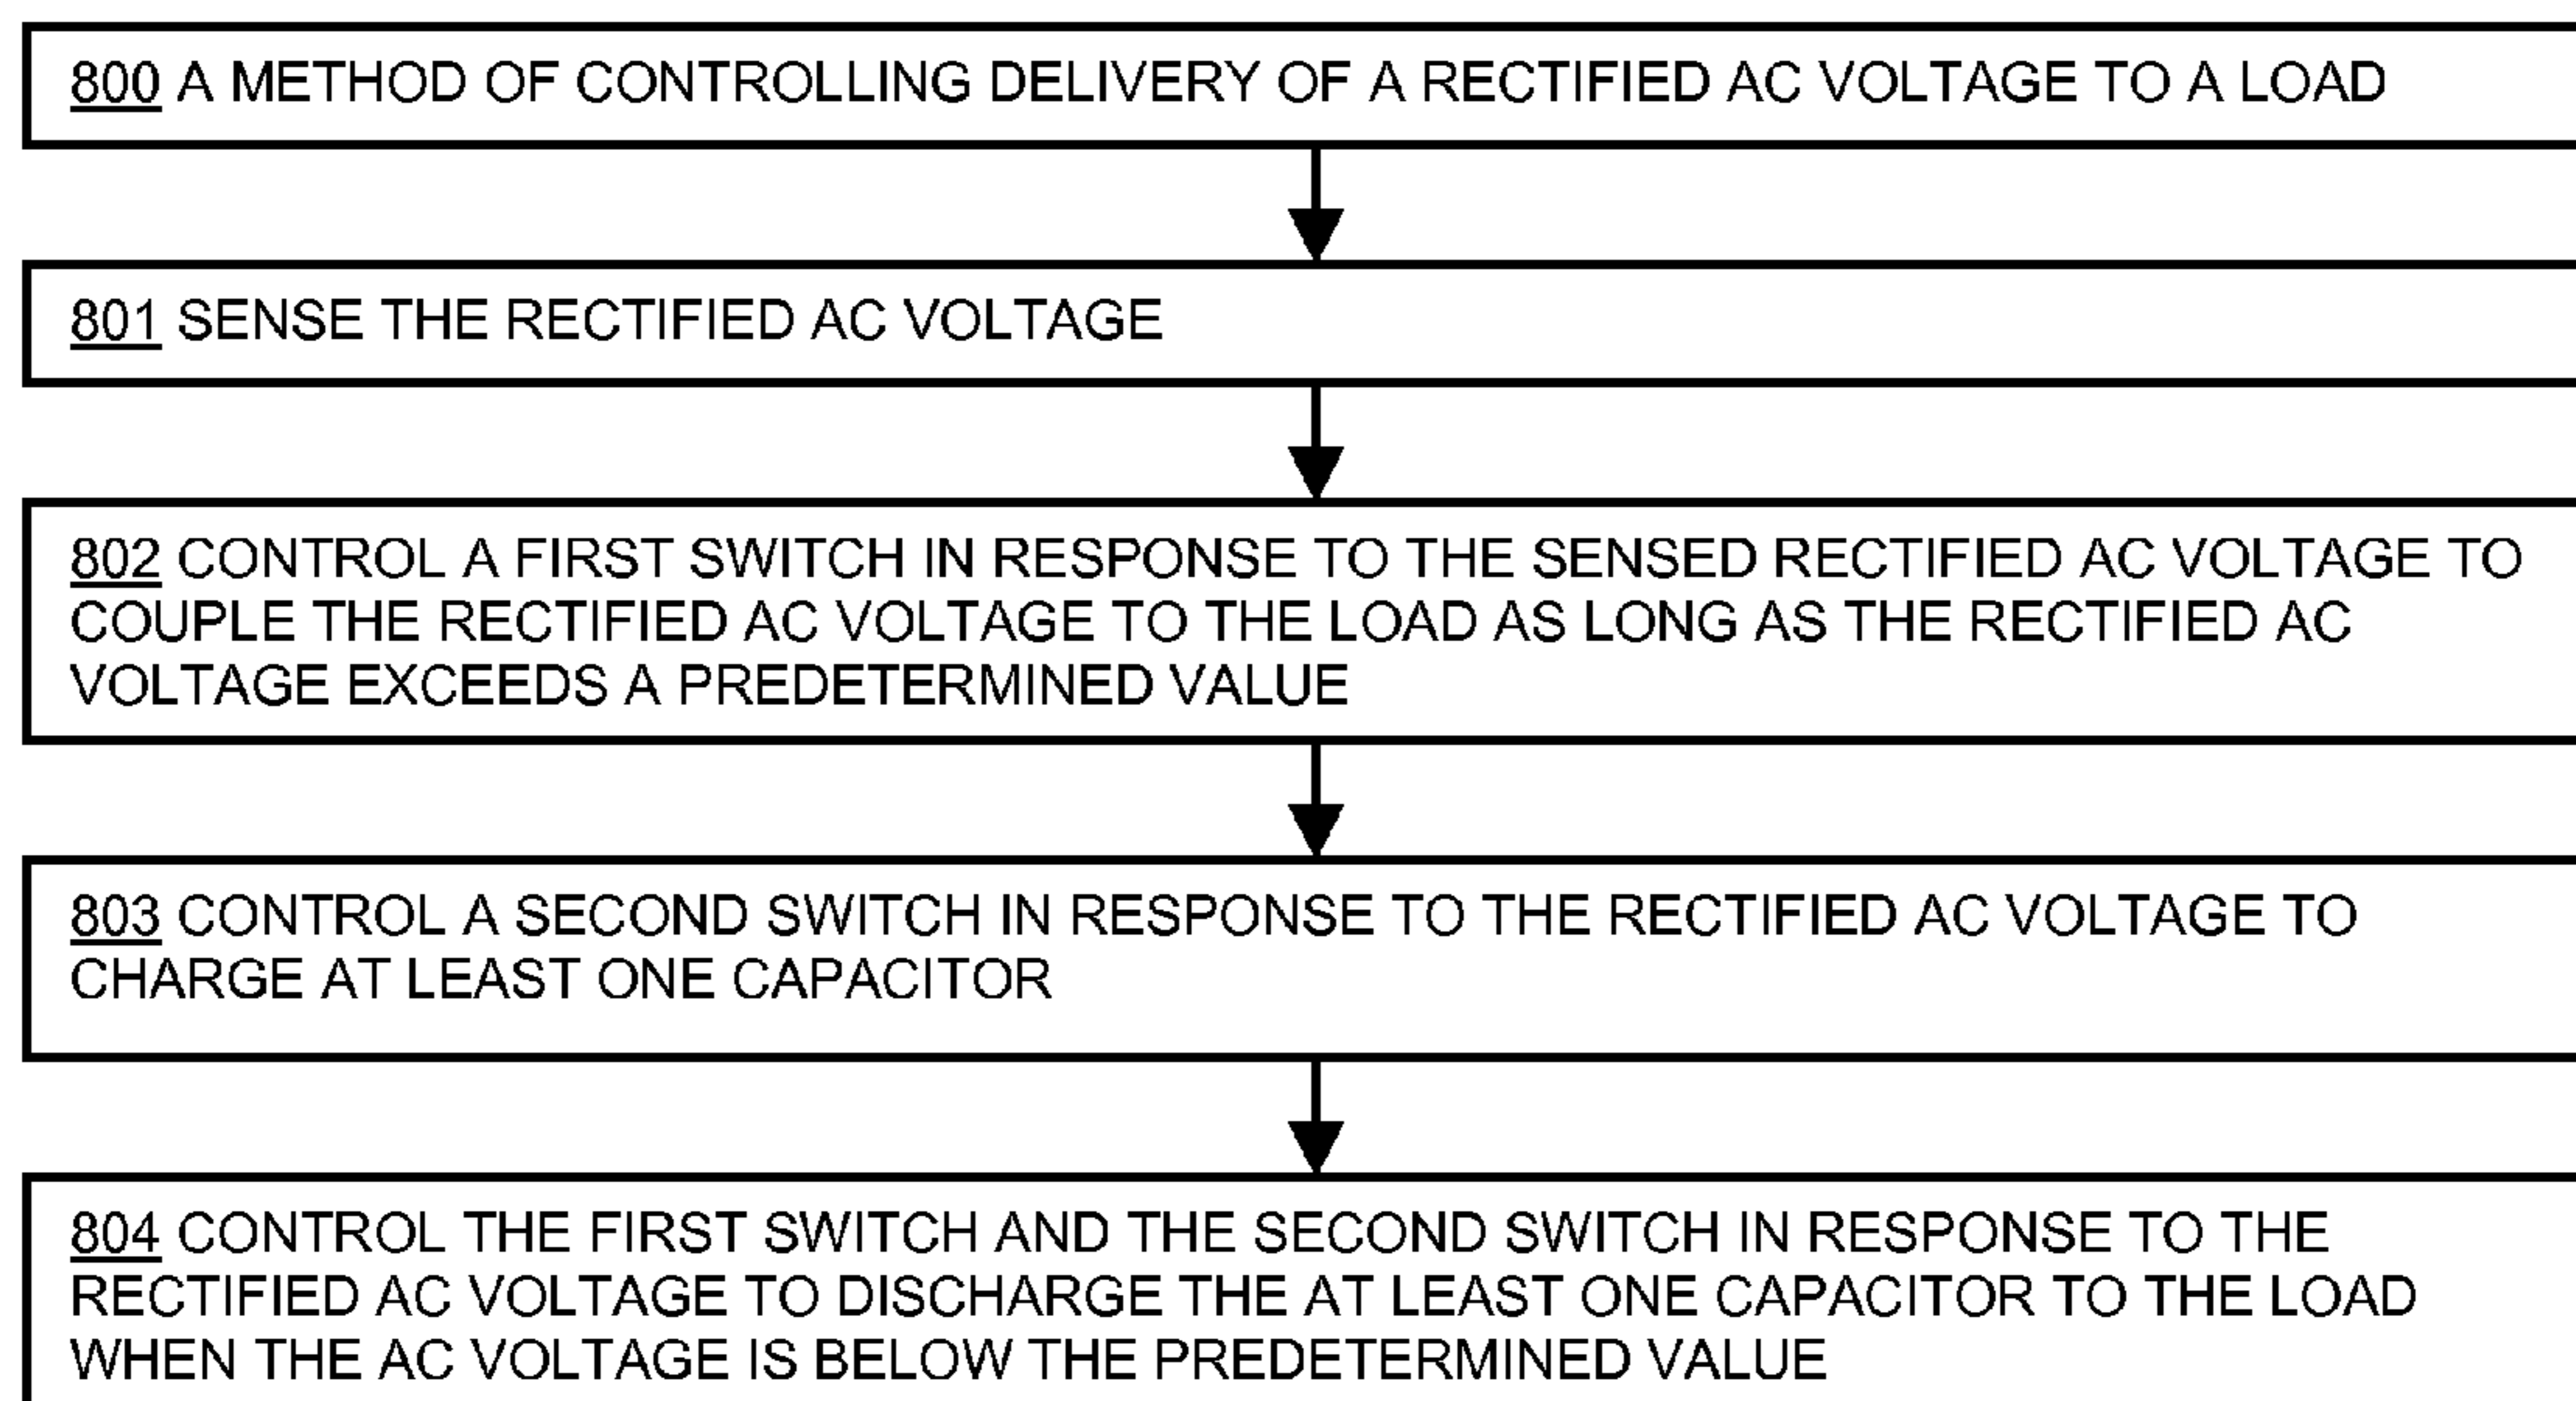 800 A METHOD OF CONTROLLING DELIVERY OF A RECTIFIED AC VOLTAGE TO A LOAD
801 SENSE THE RECTIFIED AC VOLTAGE
802 CONTROL A FIRST SWITCH IN RESPONSE TO THE SENSED RECTIFIED AC VOLTAGE TO
COUPLE THE RECTIFIED AC VOLTAGE TO THE LOAD AS LONG AS THE RECTIFIED AC
VOLTAGE EXCEEDS A PREDETERMINED VALUE
803 CONTROL A SECOND SWITCH IN RESPONSE TO THE RECTIFIED AC VOLTAGE TO
CHARGE AT LEAST ONE CAPACITOR
804 CONTROL THE FIRST SWITCH AND THE SECOND SWITCH IN RESPONSE TO THE
RECTIFIED AC VOLTAGE TO DISCHARGE THE AT LEAST ONE CAPACITOR TO THE LOAD
WHEN THE AC VOLTAGE IS BELOW THE PREDETERMINED VALUE